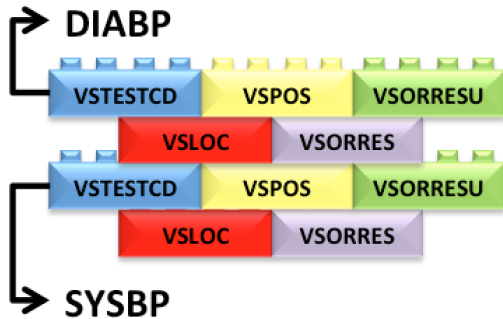 DIABP
VSTESTCD VSPOS VSORRESU
VSLOC VSORRES
VSTESTCD VSPOS VSORRESU
VSLOC VSORRES
SYSBP